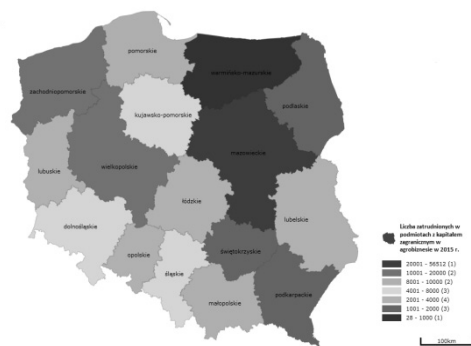 pomorskie
warmińsko-mazurskie
zachodniopomorskie
podlaskie
kujawsko-pomorskie
mazowieckie
wielkopolskie
lubuskie
łódzkie
lubelskie
dolnośląskie
opolskie
świętokrzyskie
śląskie
podkarpackie
małopolskie
Liczba zatrudnionych w
podmiotach z kapitałem
zagranicznym w
agrobiznesie w 2015 r.
20001 - 56512 (1)
10001 - 20000 (2)
8001 - 10000 (2)
4001 - 8000 (3)
2001 - 4000 (4)
1001 - 2000 (3)
28 - 1000 (1)
100km